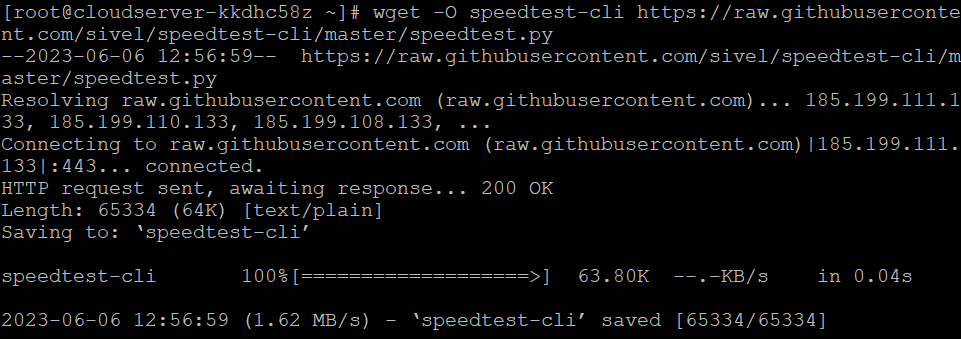 [root@cloudserver-kkdhc58z ~]# wget -O speedtest-cli https://raw.githubuserconte
nt.com/sivel/speedtest-cli/master/speedtest.py
--2023-06-06 12:56:59--  https://raw.githubusercontent.com/sivel/speedtest-cli/m
aster/speedtest.py
Resolving raw.githubusercontent.com (raw.githubusercontent.com)... 185.199.111.1
33, 185.199.110.133, 185.199.108.133, ...
Connecting to raw.githubusercontent.com (raw.githubusercontent.com)|185.199.111.
133|:443... connected.
HTTP request sent, awaiting response... 200 OK
Length: 65334 (64K) [text/plain]
Saving to: ‘speedtest-cli’
speedtest-cli       100%[===================>]  63.80K  --.-KB/s    in 0.04s
2023-06-06 12:56:59 (1.62 MB/s) - ‘speedtest-cli’ saved [65334/65334]